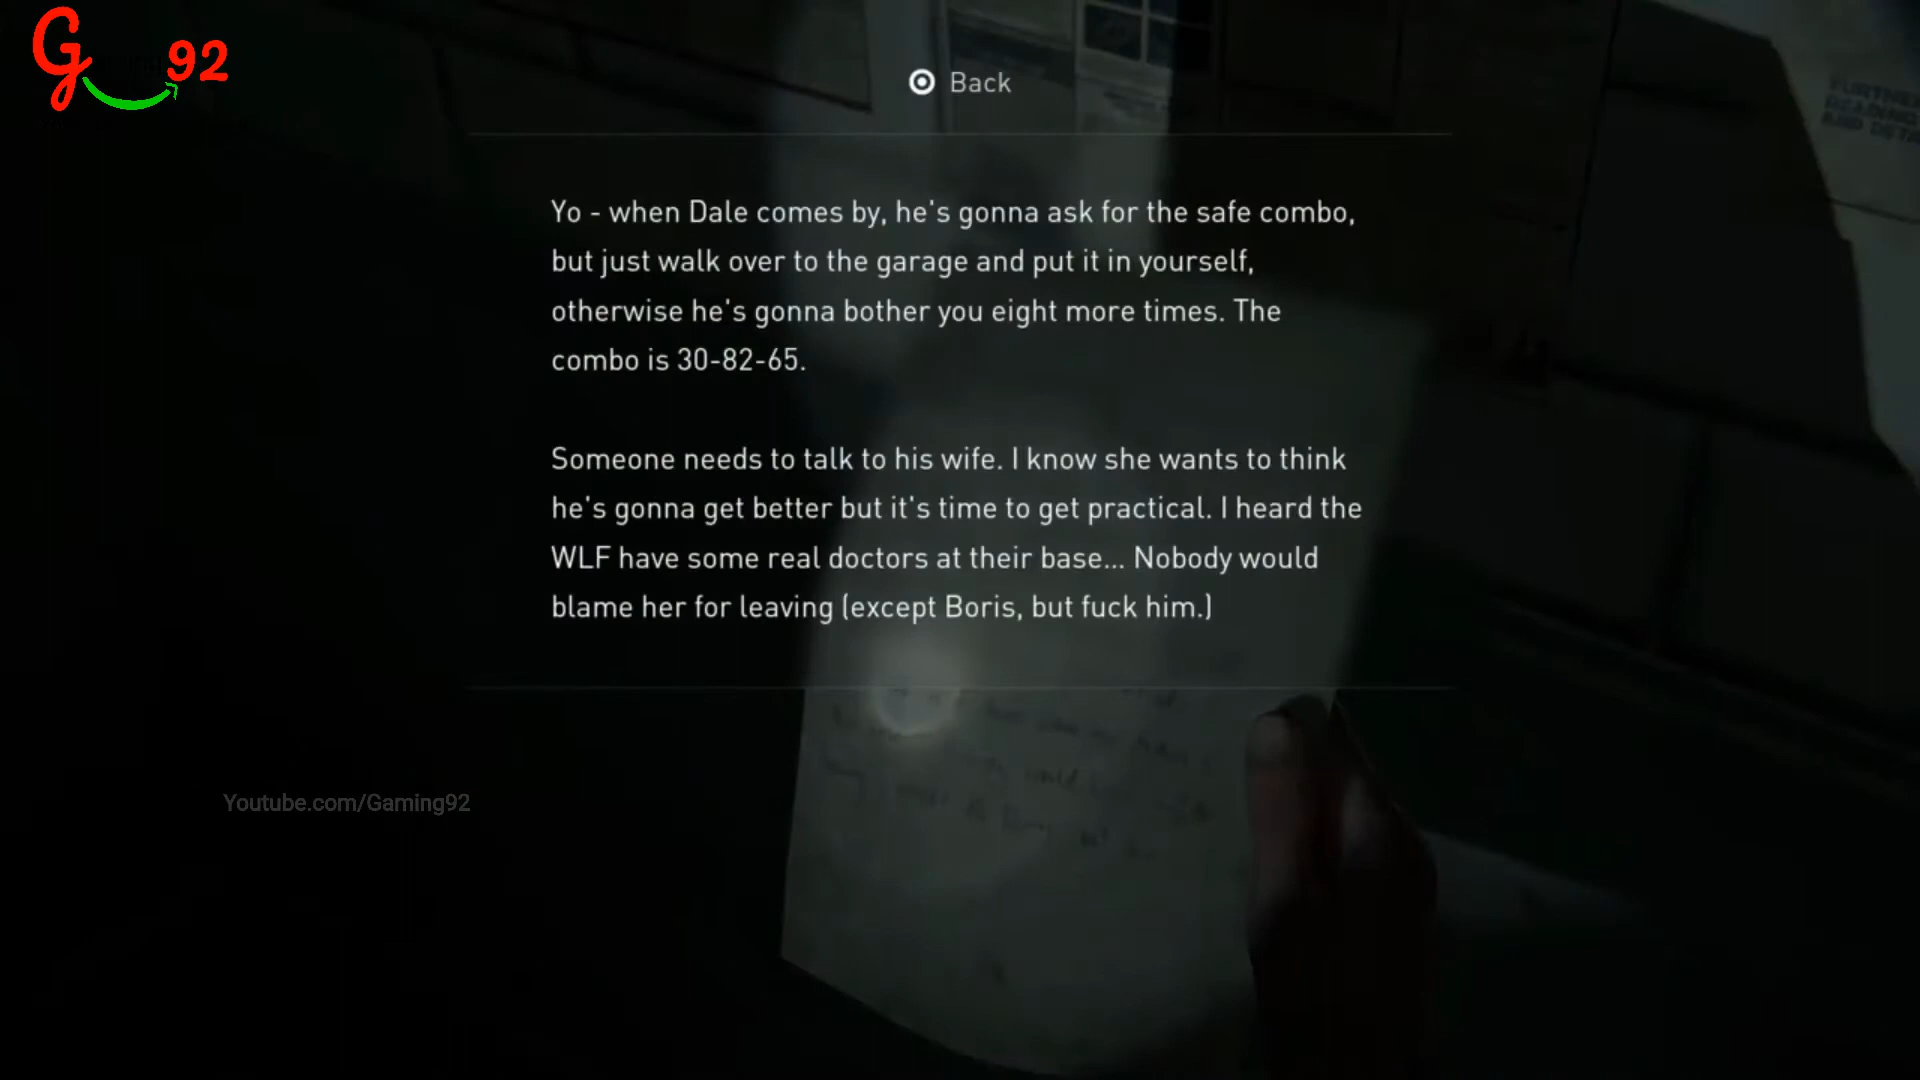 G 92
Back
FURTHER
READING
AND
Yo - when Dale comes by, he's gonna ask for the safe combo,
but just walk over to the garage and put it in yourself,
otherwise he's gonna bother you eight more times. The
combo is 30-82-65.
Someone needs to talk to his wife. I know she wants to think
he's gonna get better but it's time to get practical. I heard the
WLF have some real doctors at their base... Nobody would
blame her for leaving (except Boris, but fuck him.)
Youtube.com/Gaming92